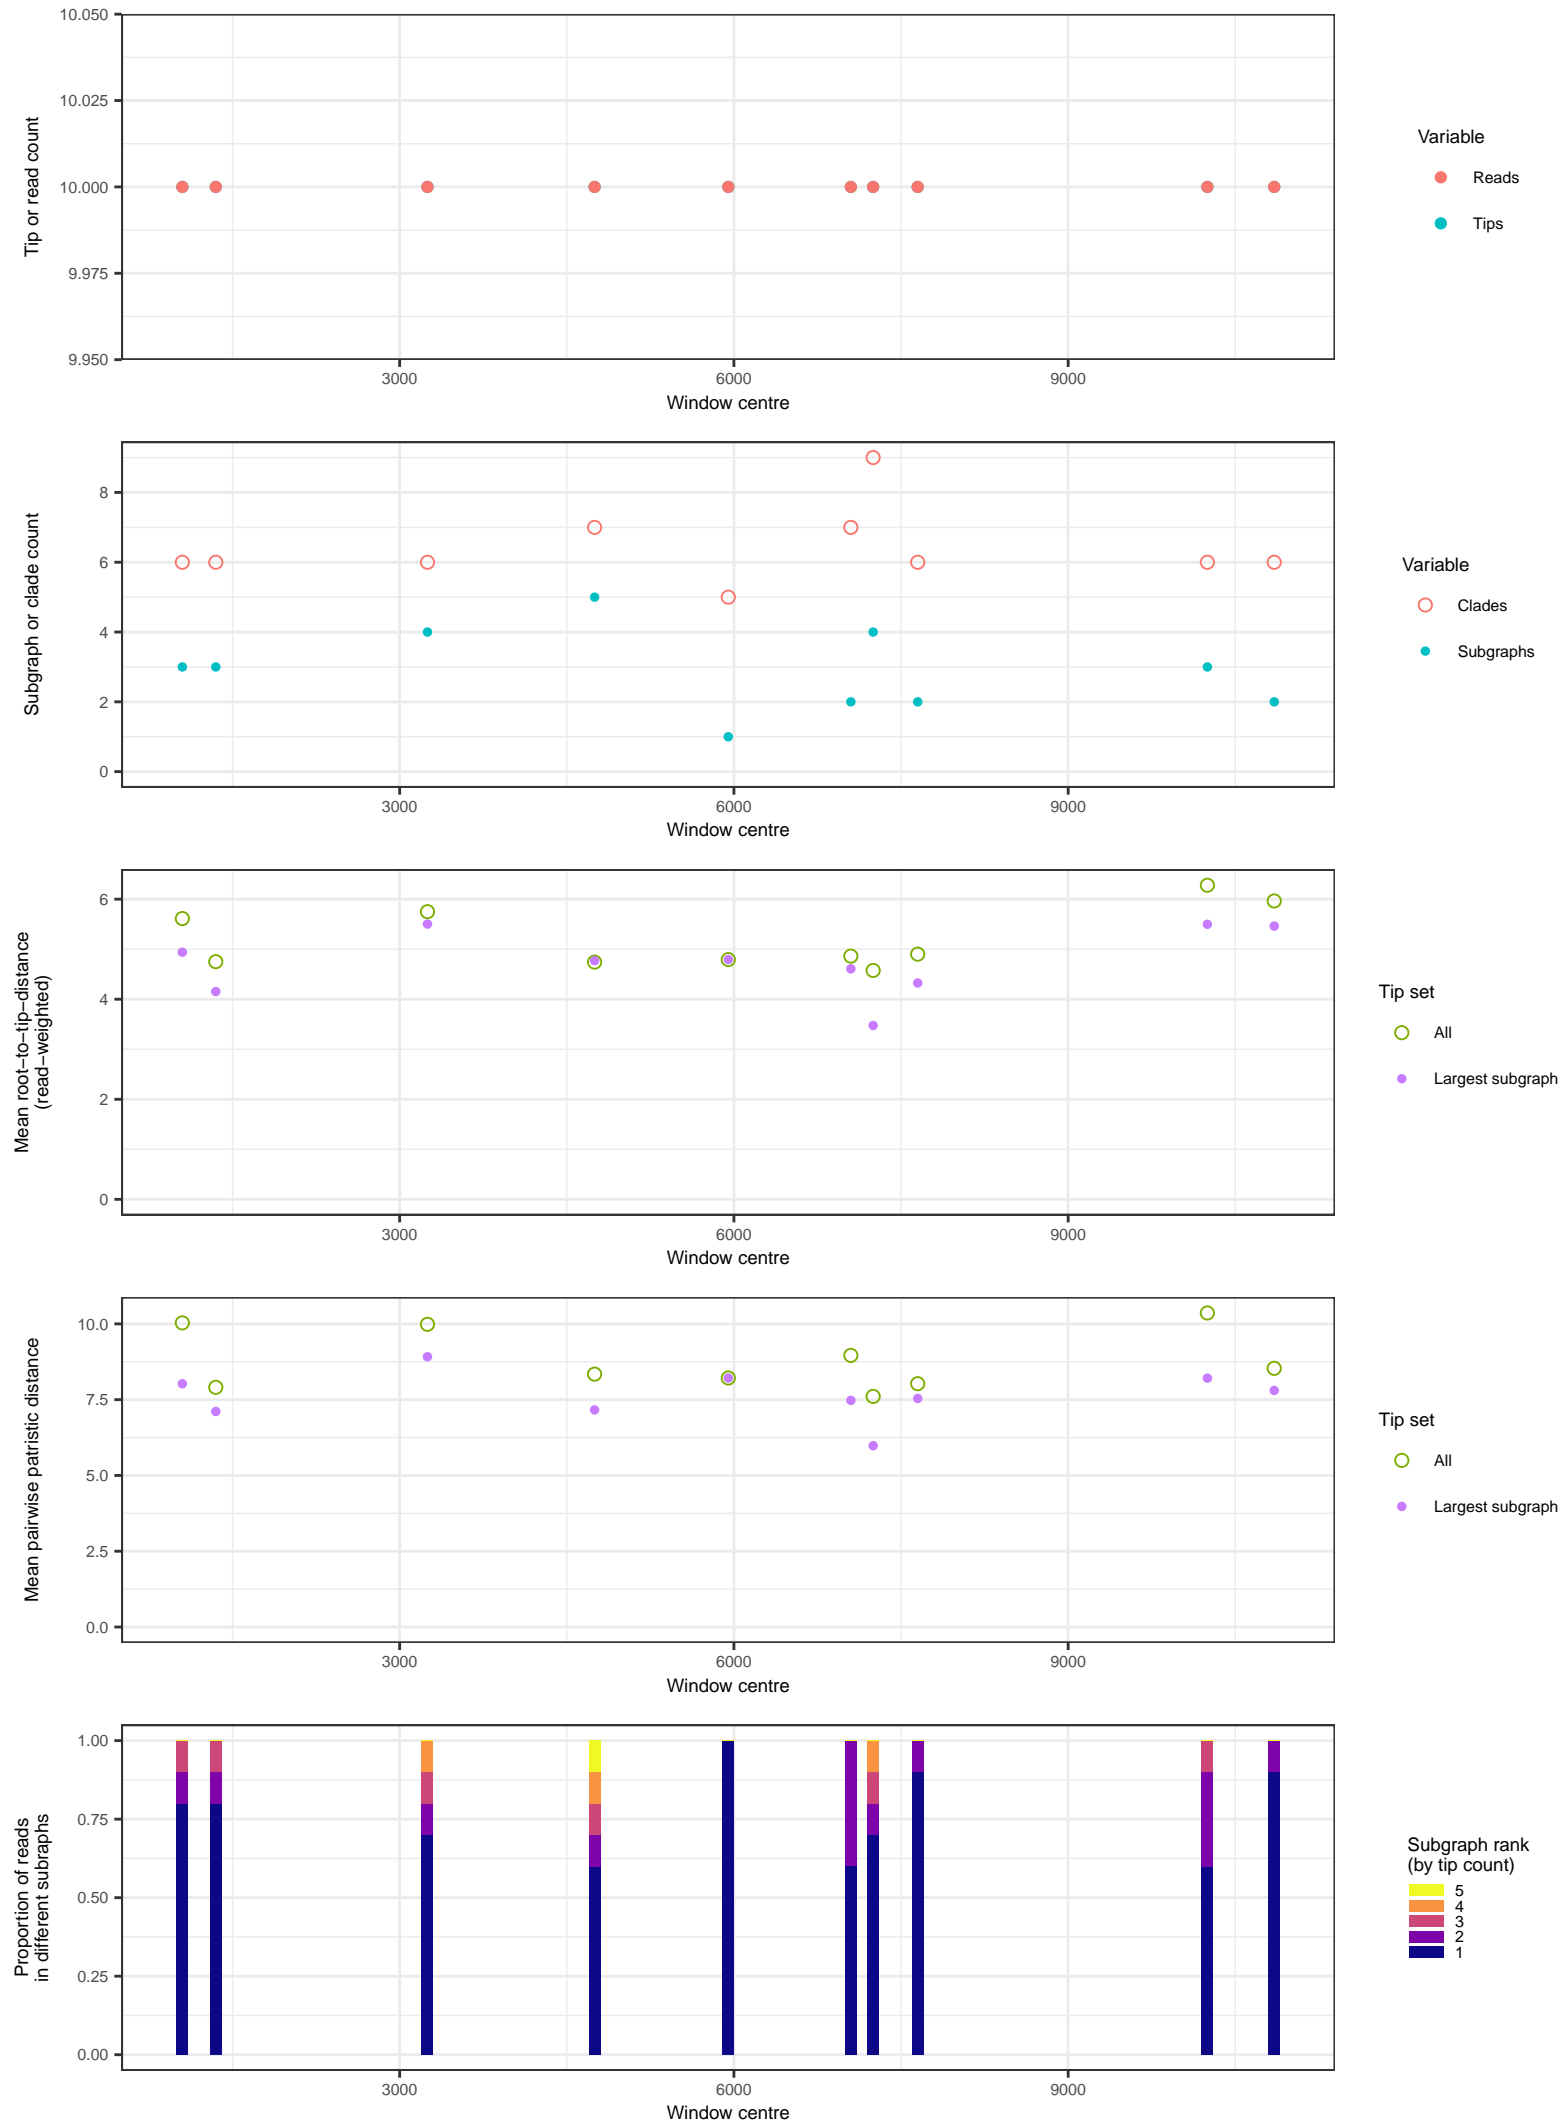 10.050
10.025
10.000
9.975
9.950
Tip or read count
3000
6000
9000
Window centre
Variable
Reads
Tips
8
6
4
2
0
Subgraph or clade count
3000
6000
9000
Window centre
Variable
Clades
Subgraphs
6
4
2
0
Mean root−to−tip−distance
(read−weighted)
3000
6000
9000
Window centre
Tip set
All
Largest subgraph
10.0
7.5
5.0
2.5
0.0
Mean pairwise patristic distance
3000
6000
9000
Window centre
Tip set
All
Largest subgraph
1.00
0.75
0.50
0.25
0.00
Proportion of reads
in different subraphs
3000
6000
9000
Window centre
Subgraph rank
(by tip count)
5
4
3
2
1